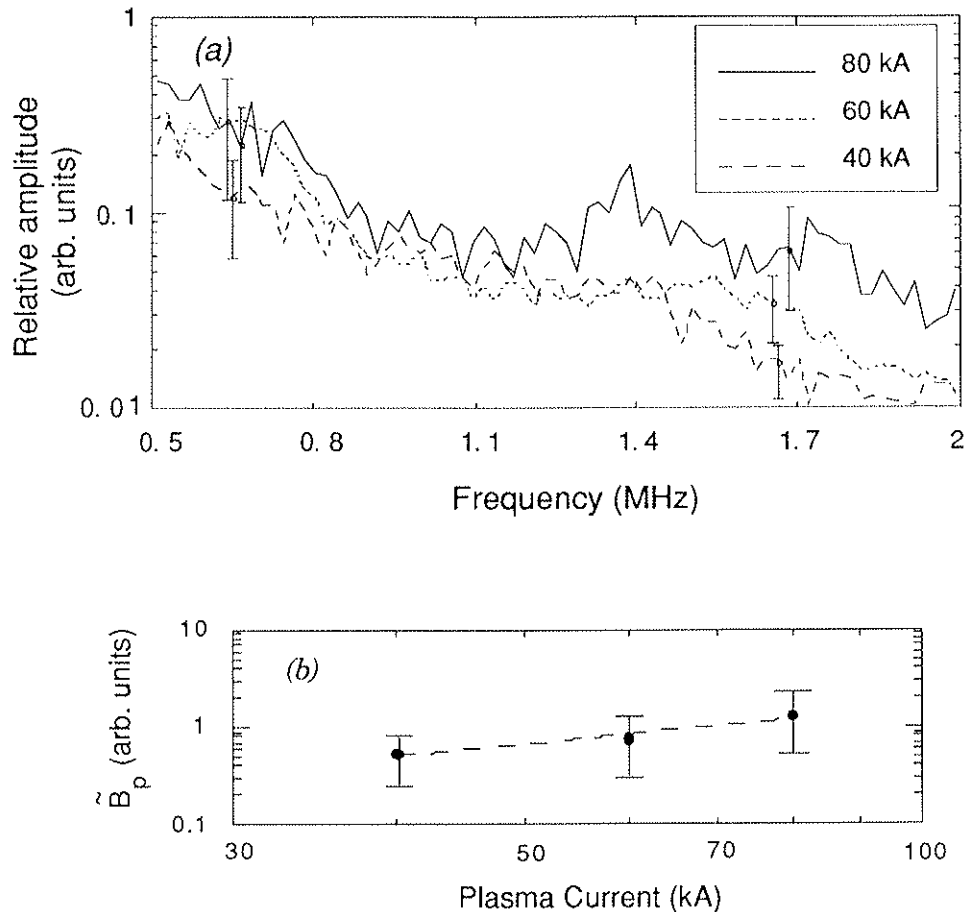 (a)
80 kA
60 kA
40 kA
1
0.1
0.01
Relative amplitude
(arb. units)
0.5 0.8 1.1 1.4 1.7 2
Frequency (MHz)
(b)
10
1
0.1
B̃p (arb. units)
30 50 70 100
Plasma Current (kA)